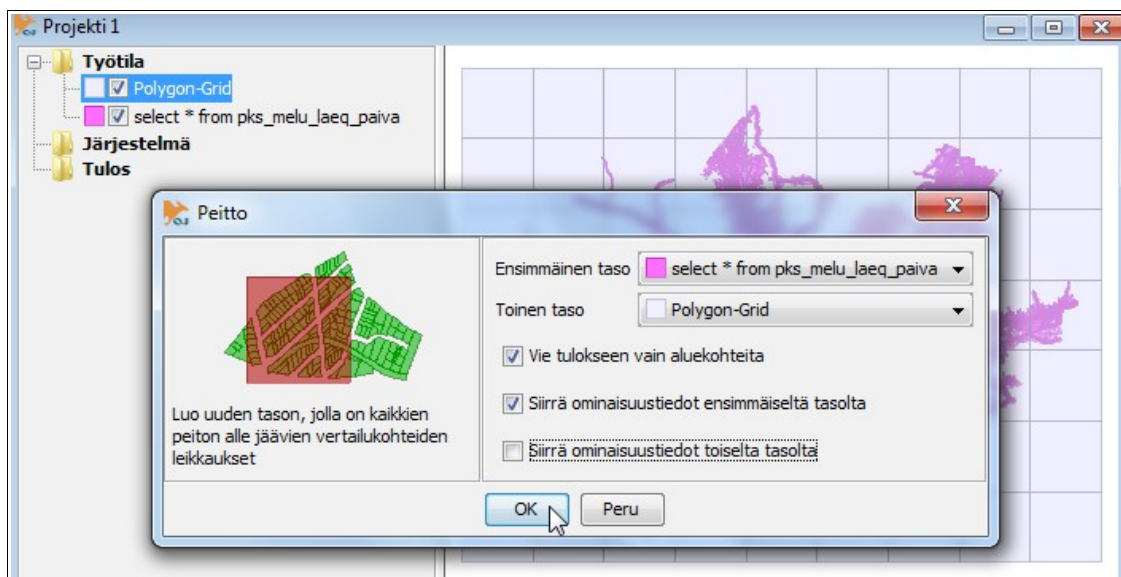 Projekti 1
Työtila
Polygon-Grid
select * from pks_melu_laeq_paiva
Järjestelmä
Tulos
Peitto
Luo uuden tason, jolla on kaikkien
peiton alle jäävien vertailukohteiden
leikkaukset
Ensimmäinen taso select * from pks_melu_laeq_paiva
Toinen taso Polygon-Grid
Vie tulokseen vain aluekohteita
Siirrä ominaisuustiedot ensimmäiseltä tasolta
Siirrä ominaisuustiedot toiselta tasolta
OK Peru